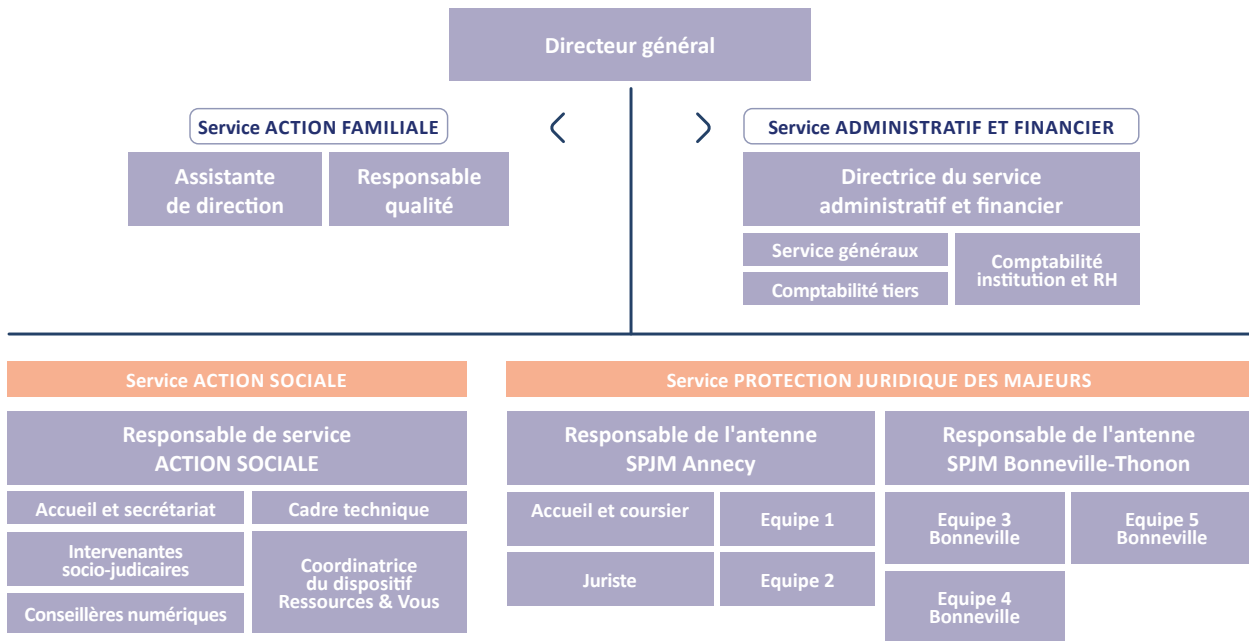 Directeur général
Service ACTION FAMILIALE
Assistante
de direction
Responsable
qualité
Service ADMINISTRATIF ET FINANCIER
Directrice du service
administratif et financier
Service généraux
Comptabilité tiers
Comptabilité
institution et RH
Service ACTION SOCIALE
Responsable de service
ACTION SOCIALE
Accueil et secrétariat
Cadre technique
Intervenantes
socio-judicaires
Conseillères numériques
Coordinatrice
du dispositif
Ressources & Vous
Service PROTECTION JURIDIQUE DES MAJEURS
Responsable de l'antenne
SPJM Annecy
Accueil et coursier
Equipe 1
Juriste
Equipe 2
Responsable de l'antenne
SPJM Bonneville-Thonon
Equipe 3
Bonneville
Equipe 5
Bonneville
Equipe 4
Bonneville